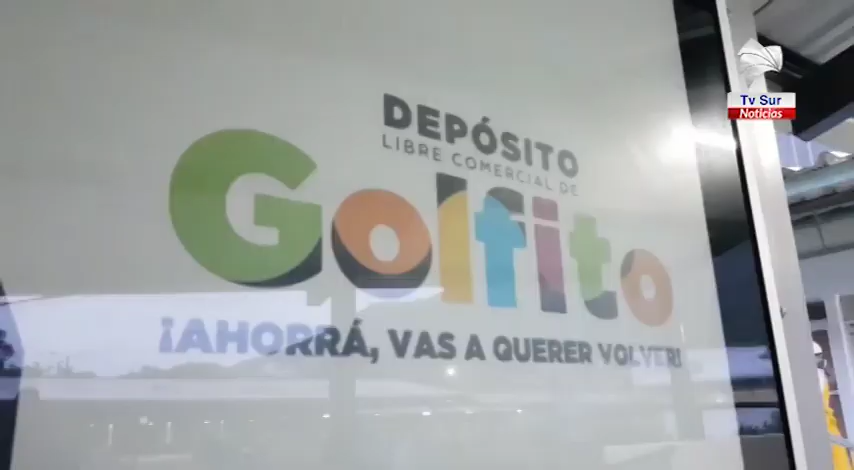 DEPÓSITO
LIBRE COMERCIAL DE
Golfito
¡AHORRÁ, VAS A QUERER VOLVER!
Tv Sur
Noticias